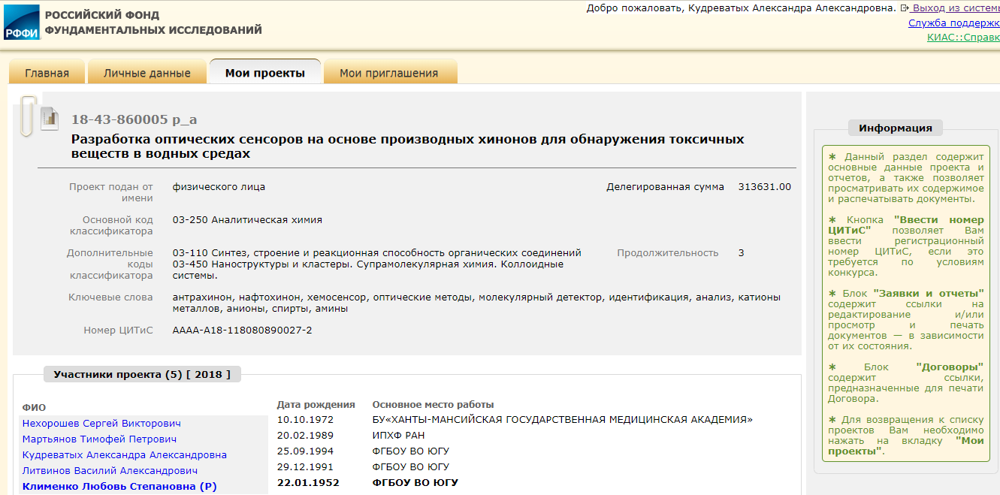 РОССИЙСКИЙ ФОНД
ФУНДАМЕНТАЛЬНЫХ ИССЛЕДОВАНИЙ
РФФИ
Добро пожаловать, Кудреватых Александра Александровна. Выход из систем
Служба поддержк
КИАС::Справк
Главная
Личные данные
Мои проекты
Мои приглашения
18-43-860005 р_а
Разработка оптических сенсоров на основе производных хинонов для обнаружения токсичных
веществ в водных средах
Проект подан от
имени
физического лица
Делегированная сумма 313631.00
Основной код
классификатора
03-250 Аналитическая химия
Дополнительные
коды
классификатора
03-110 Синтез, строение и реакционная способность органических соединений
03-450 Наноструктуры и кластеры. Супрамолекулярная химия. Коллоидные
системы.
Продолжительность 3
Ключевые слова
антрахинон, нафтохинон, хемосенсор, оптические методы, молекулярный детектор, идентификация, анализ, катионы
металлов, анионы, спирты, амины
Номер ЦИТиС
АААА-А18-118080890027-2
Участники проекта (5) [ 2018 ]
ФИО Дата рождения Основное место работы
Нехорошев Сергей Викторович 10.10.1972 БУ«ХАНТЫ-МАНСИЙСКАЯ ГОСУДАРСТВЕННАЯ МЕДИЦИНСКАЯ АКАДЕМИЯ»
Мартьянов Тимофей Петрович 20.02.1989 ИПХФ РАН
Кудреватых Александра Александровна 25.09.1994 ФГБОУ ВО ЮГУ
Литвинов Василий Александрович 29.12.1991 ФГБОУ ВО ЮГУ
Клименко Любовь Степановна (Р) 22.01.1952 ФГБОУ ВО ЮГУ
Информация
∗ Данный раздел содержит
основные данные проекта и
отчетов, а также позволяет
просматривать их содержимое
и распечатывать документы.
∗ Кнопка "Ввести номер
ЦИТиС" позволяет Вам
ввести регистрационный
номер ЦИТиС, если это
требуется по условиям
конкурса.
∗ Блок "Заявки и отчеты"
содержит ссылки на
редактирование и/или
просмотр и печать
документов — в зависимости
от их состояния.
∗ Блок "Договоры"
содержит ссылки,
предназначенные для печати
Договора.
∗ Для возвращения к списку
проектов Вам необходимо
нажать на вкладку "Мои
проекты".